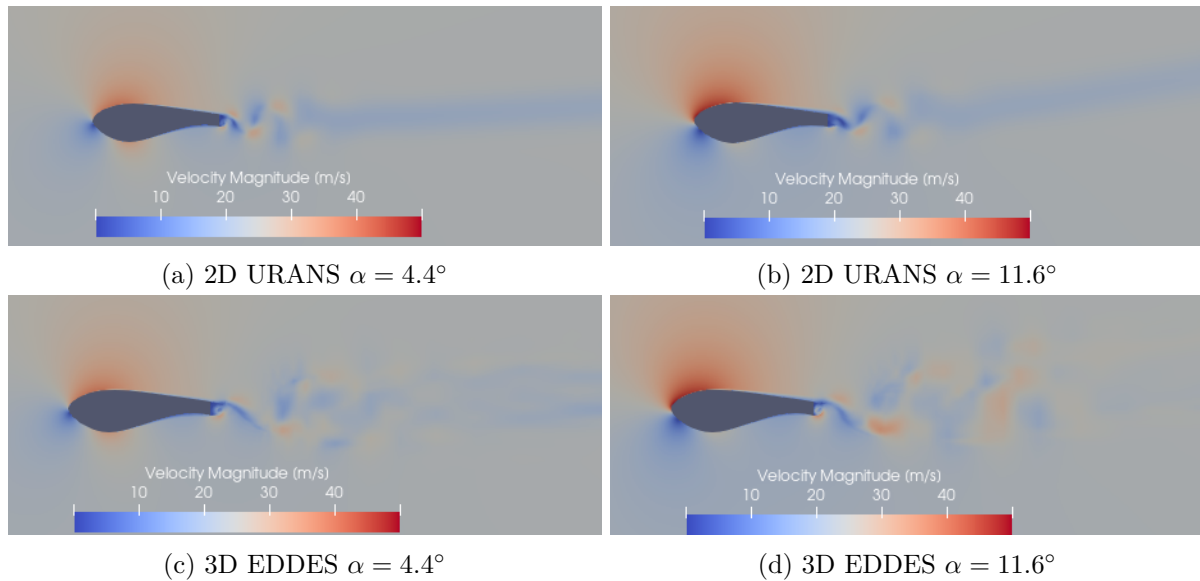 Velocity Magnitude (m/s)
10 20 30 40
Velocity Magnitude (m/s)
10 20 30 40
(a) 2D URANS α = 4.4°
(b) 2D URANS α = 11.6°
Velocity Magnitude (m/s)
10 20 30 40
Velocity Magnitude (m/s)
10 20 30 40
(c) 3D EDDES α = 4.4°
(d) 3D EDDES α = 11.6°